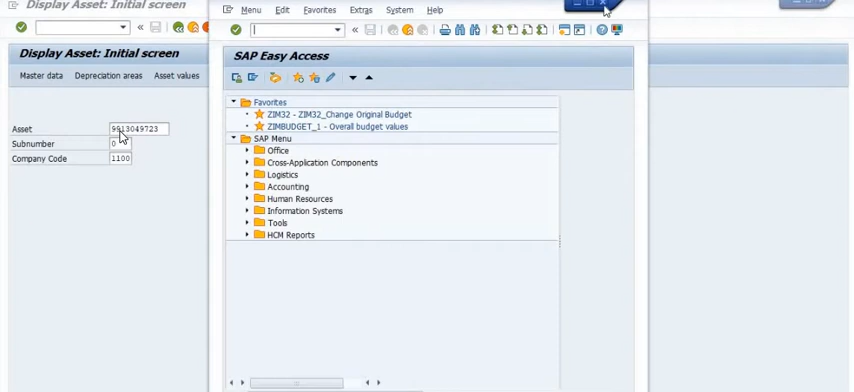 Display Asset: Initial screen
Display Asset: Initial screen
Master data Depreciation areas Asset values
Asset 9913049723
Subnumber 0
Company Code 1100
Menu Edit Favorites Extras System Help
SAP Easy Access
Favorites
ZIM32 - ZIM32_Change Original Budget
ZIMBUDGET_1 - Overall budget values
SAP Menu
Office
Cross-Application Components
Logistics
Accounting
Human Resources
Information Systems
Tools
HCM Reports